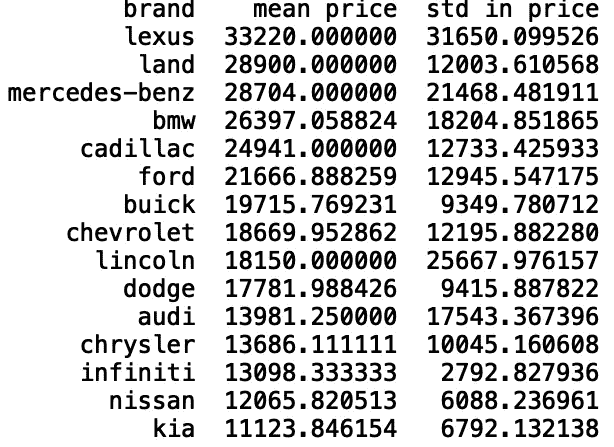 brand mean price std in price
lexus 33220.000000 31650.099526
land 28900.000000 12003.610568
mercedes-benz 28704.000000 21468.481911
bmw 26397.058824 18204.851865
cadillac 24941.000000 12733.425933
ford 21666.888259 12945.547175
buick 19715.769231 9349.780712
chevrolet 18669.952862 12195.882280
lincoln 18150.000000 25667.976157
dodge 17781.988426 9415.887822
audi 13981.250000 17543.367396
chrysler 13686.111111 10045.160608
infiniti 13098.333333 2792.827936
nissan 12065.820513 6088.236961
kia 11123.846154 6792.132138